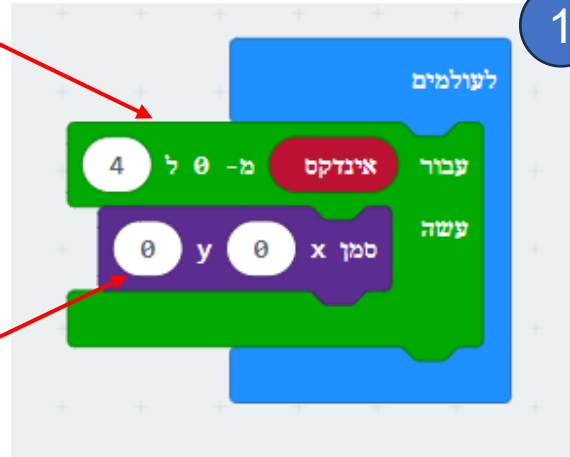 1
לעולמים
עבור אינדקס מ- 0 ל 4
עשה
סמן x 0 y 0